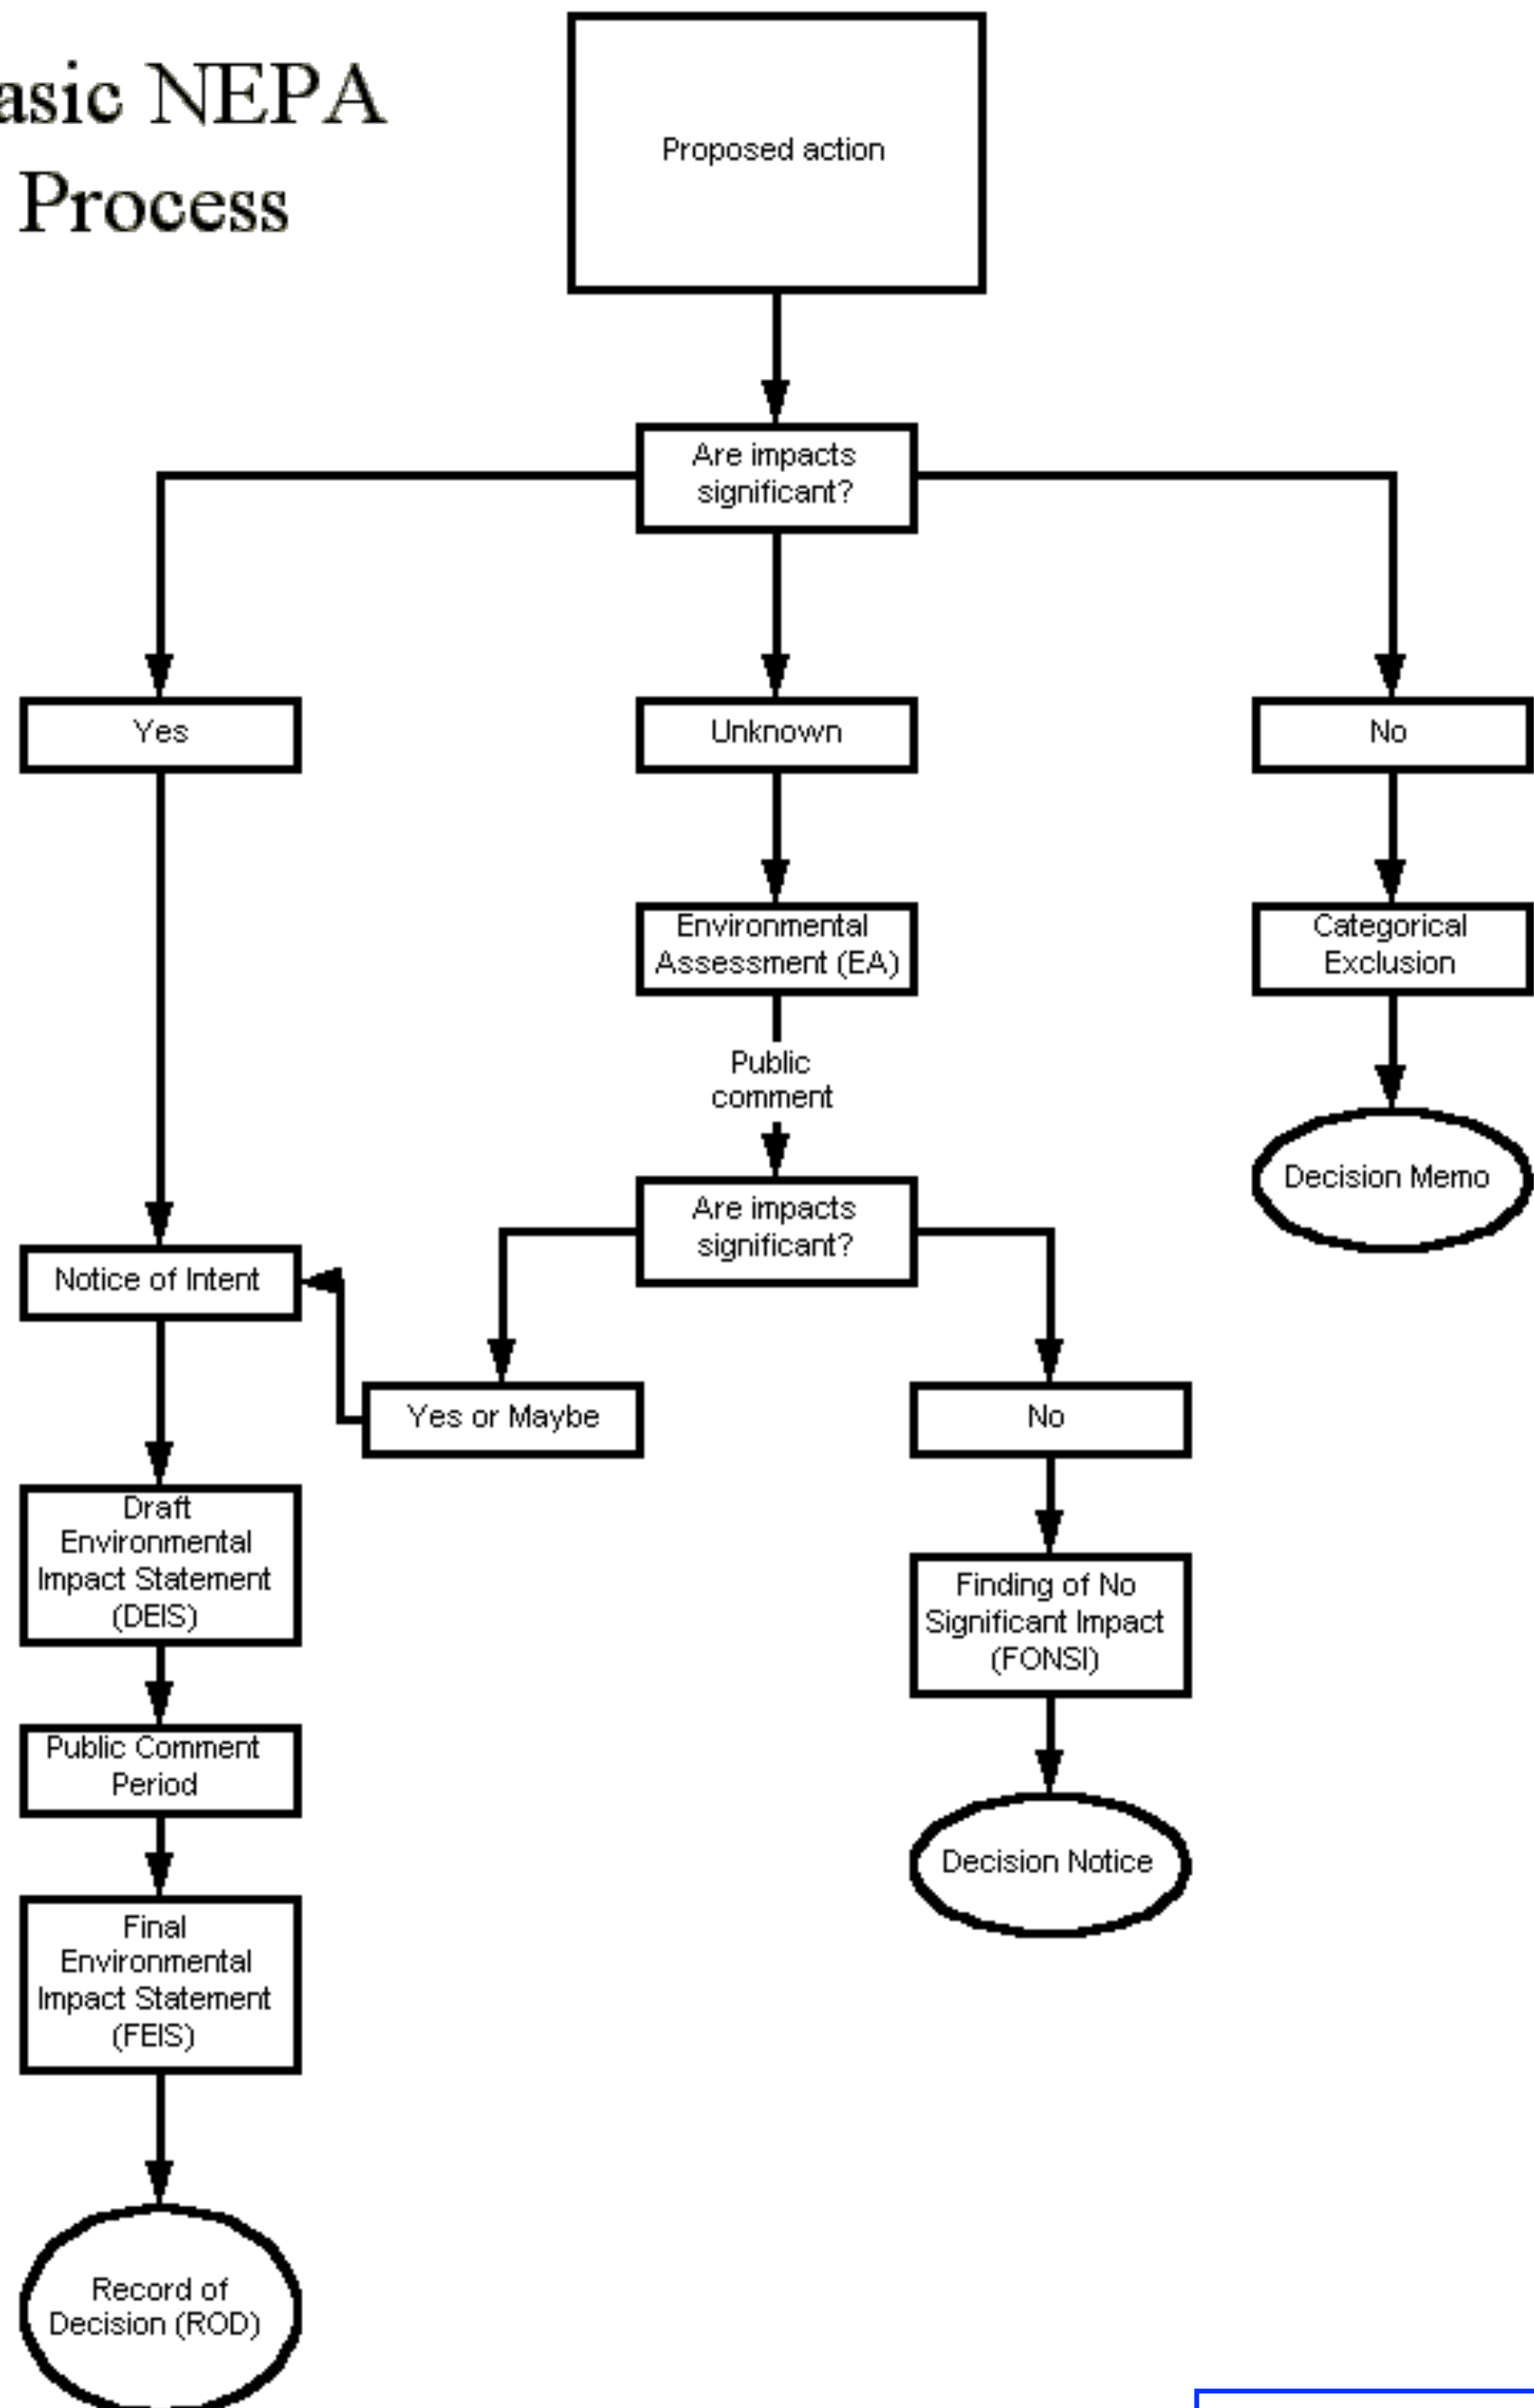 asic NEPA
Process
Proposed action
Are impacts
significant?
Yes
Unknown
No
Environmental
Assessment (EA)
Categorical
Exclusion
Public
comment
Decision Memo
Are impacts
significant?
Notice of Intent
Yes or Maybe
No
Draft
Environmental
Impact Statement
(DEIS)
Finding of No
Significant Impact
(FONSI)
Public Comment
Period
Decision Notice
Final
Environmental
Impact Statement
(FEIS)
Record of
Decision (ROD)